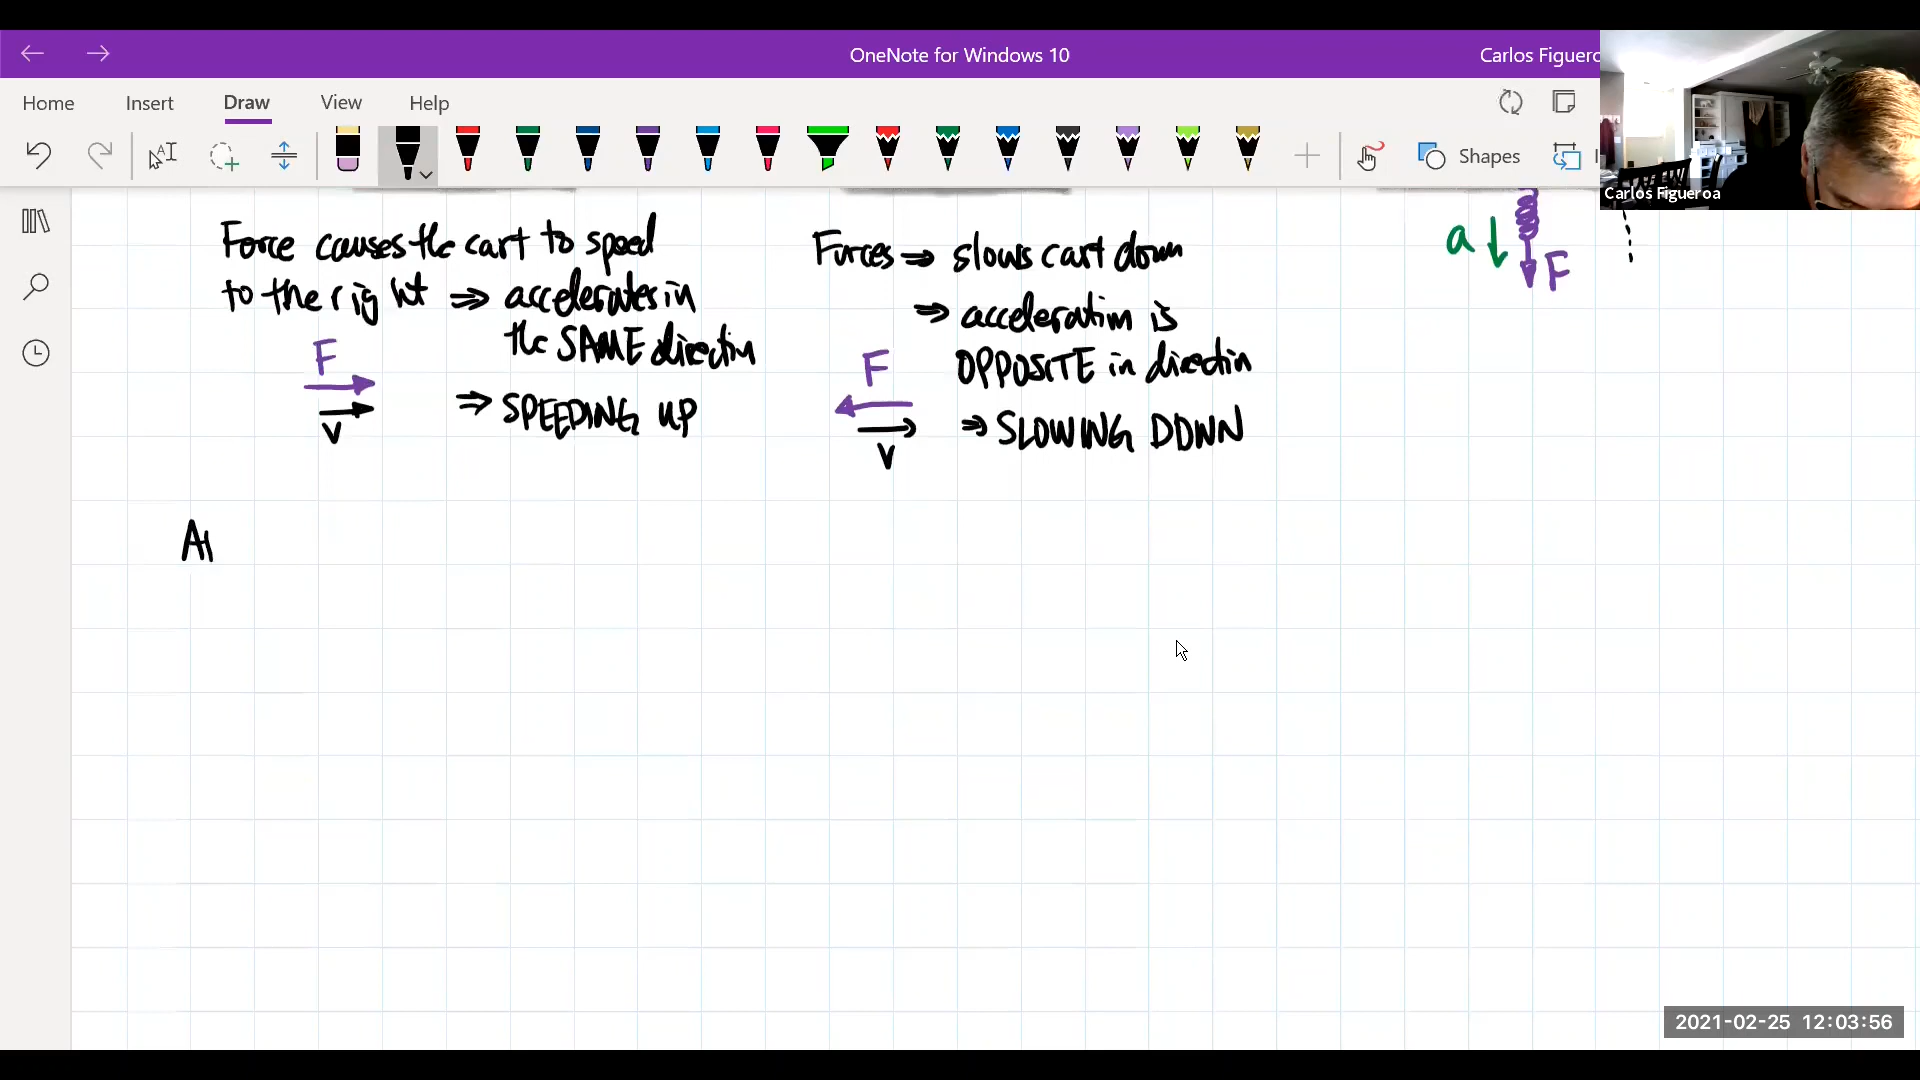 OneNote for Windows 10
Carlos Figuero
Home Insert Draw View Help
Shapes
Carlos Figueroa
Force causes the cart to speed
to the right ⇒ accelerates in
the SAME direction
⇒ SPEEDING UP
F
v
Forces ⇒ slows cart down
⇒ acceleration is
OPPOSITE in direction
⇒ SLOWING DOWN
F
v
a
F
2021-02-25 12:03:56